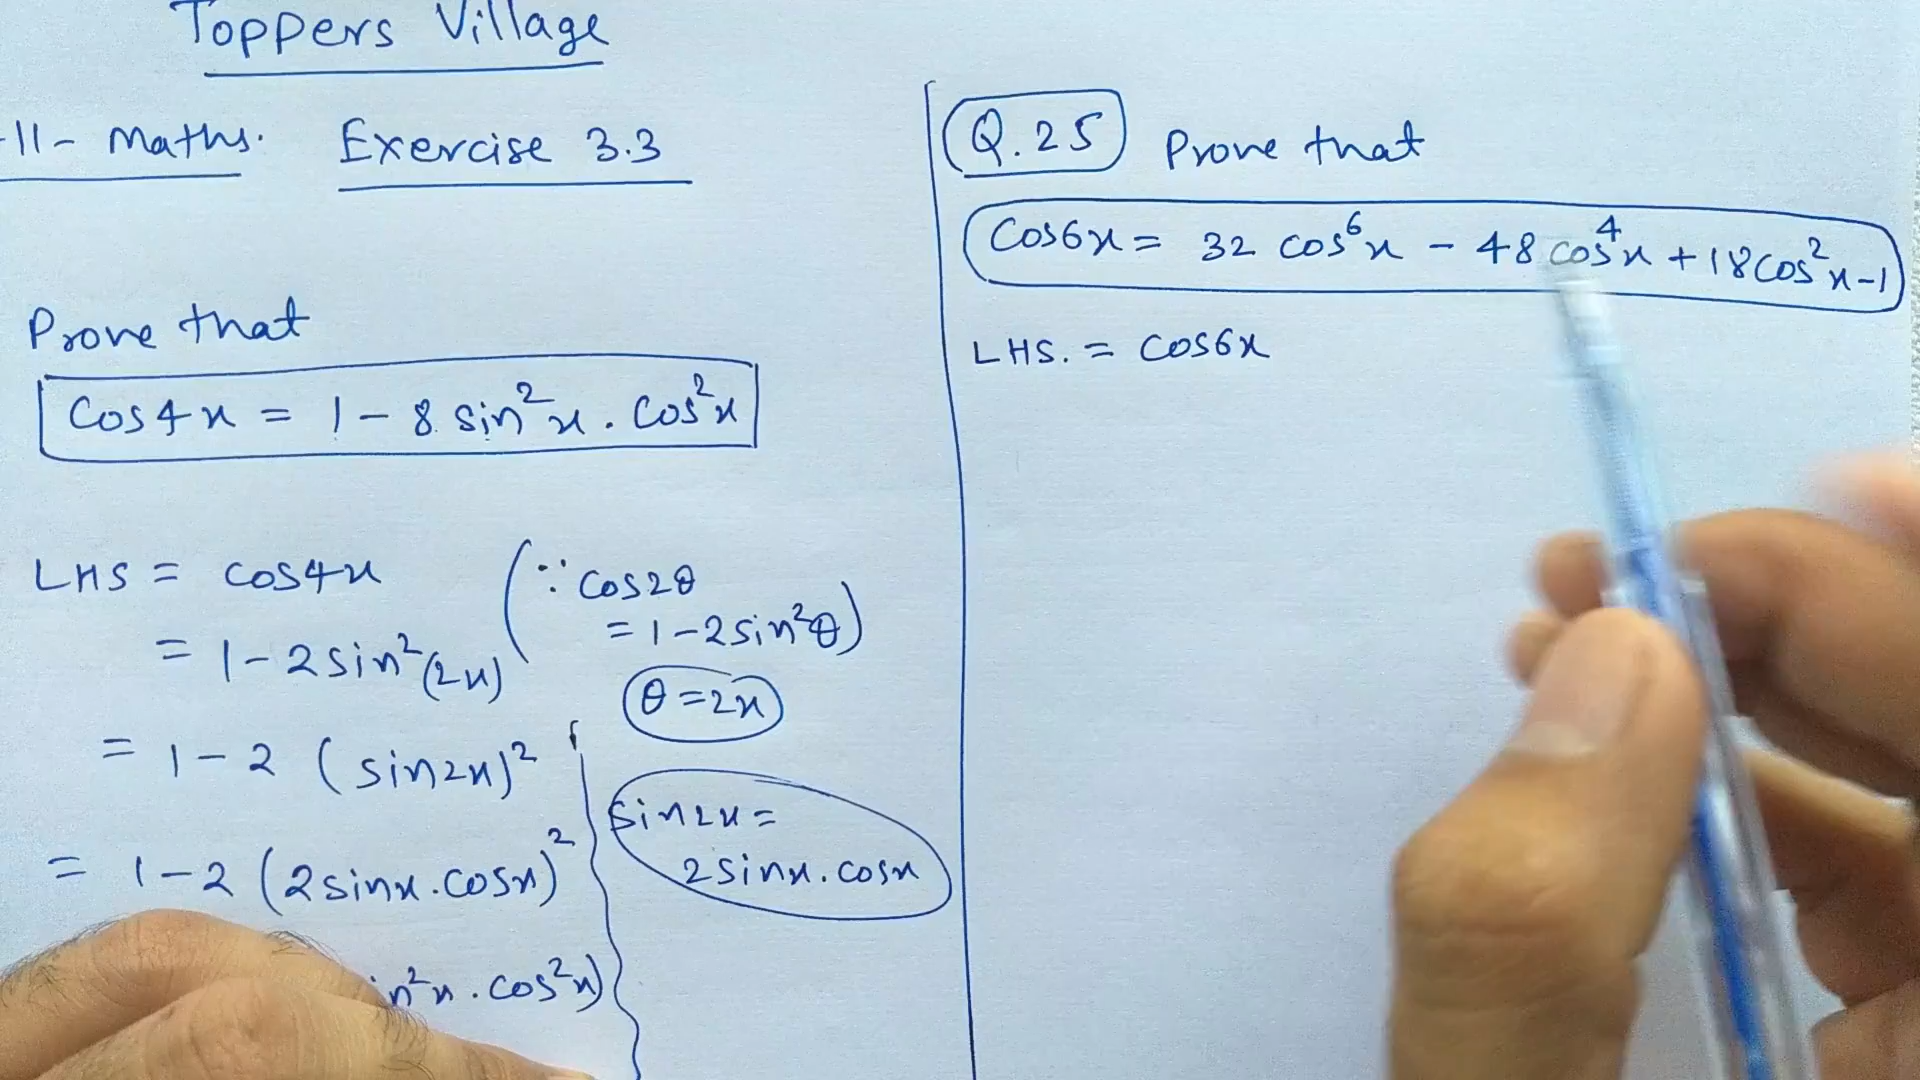 Toppers Village
-11- Maths. Exercise 3.3
Prove that
Cos4x = 1 - 8 sin²x . Cos²x
LHS = cos4x
(∵ Cos2θ
= 1-2sin²θ)
= 1-2sin²(2x)
θ = 2x
= 1-2 (sin2x)²
sin2x =
2sinx.cosx
= 1-2 (2sinx.cosx)²
in²x . cos²x)
Q.25 Prove that
Cos6x = 32 cos⁶x - 48 cos⁴x + 18cos²x-1
LHS. = cos6x